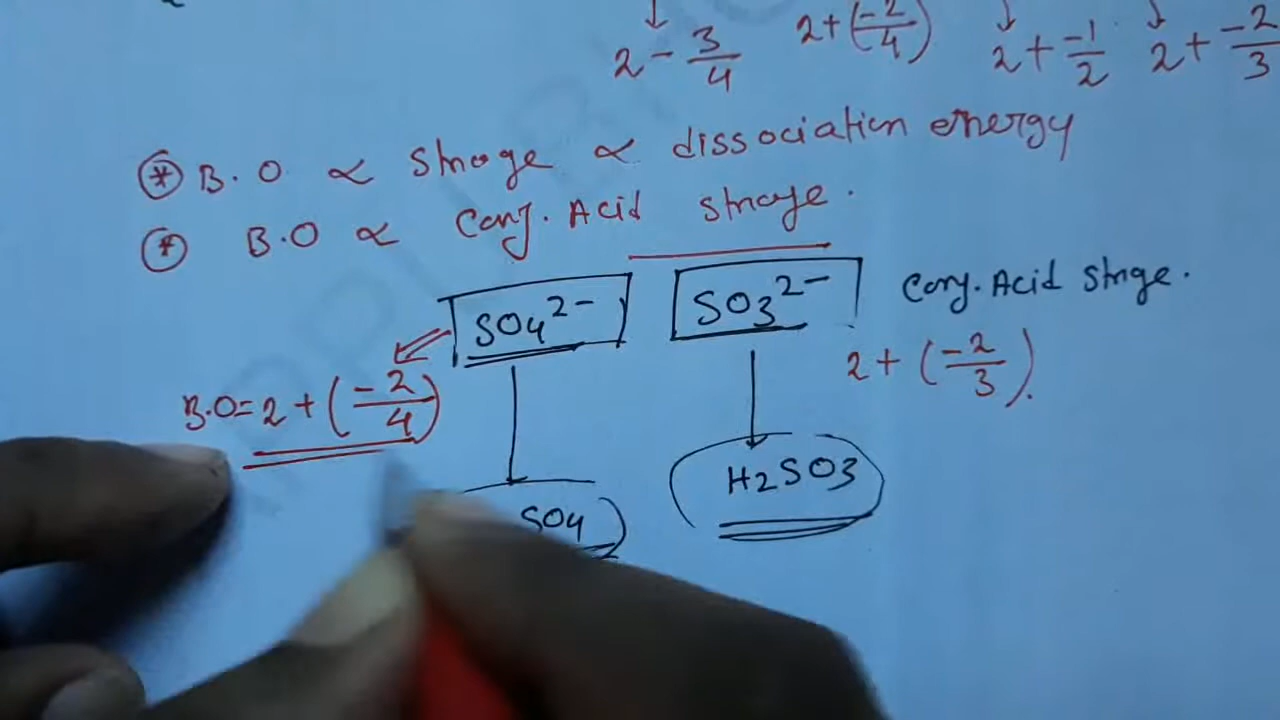 2 - 3/4 2+(-2/4) 2 + -1/2 2 + -2/3
* B.O ∝ Strage ∝ dissociation energy
* B.O ∝ Conj. Acid strage.
SO4 2- SO3 2- Conj. Acid Strge.
B.O = 2 + (-2/4) 2 + (-2/3).
SO4 H2SO3